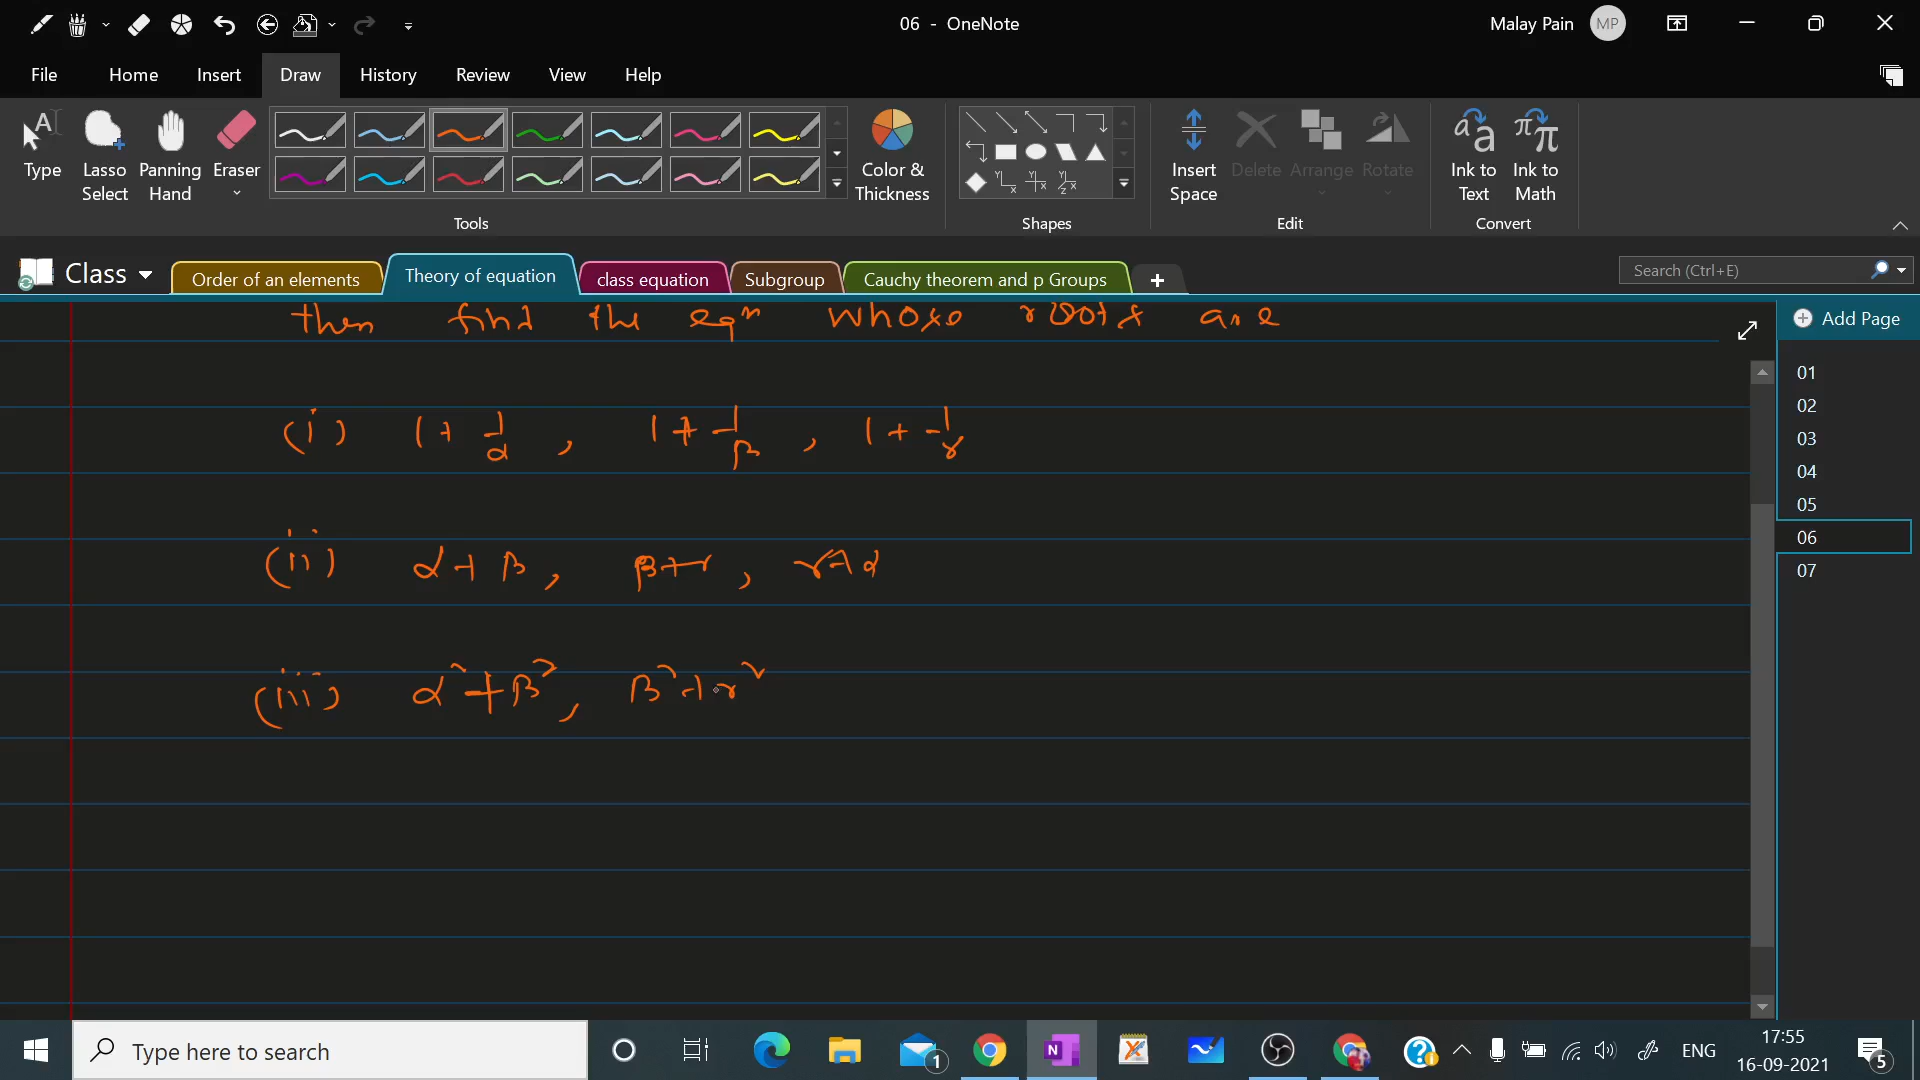 06 - OneNote
Malay Pain MP
File Home Insert Draw History Review View Help
Type
Lasso Select
Panning Hand
Eraser
Color & Thickness
Insert Space
Delete
Arrange
Rotate
Ink to Text
Ink to Math
Tools
Shapes
Edit
Convert
Class
Order of an elements
Theory of equation
class equation
Subgroup
Cauchy theorem and p Groups
+
Search (Ctrl+E)
Add Page
01
02
03
04
05
06
07
then find the eqn whose roots are
(i) 1 + 1/α , 1 + 1/β , 1 + 1/γ
(ii) α + β , β + γ , γ + α
(iii) α² + β² , β² + γ²
Type here to search
1
ENG
17:55
16-09-2021
5